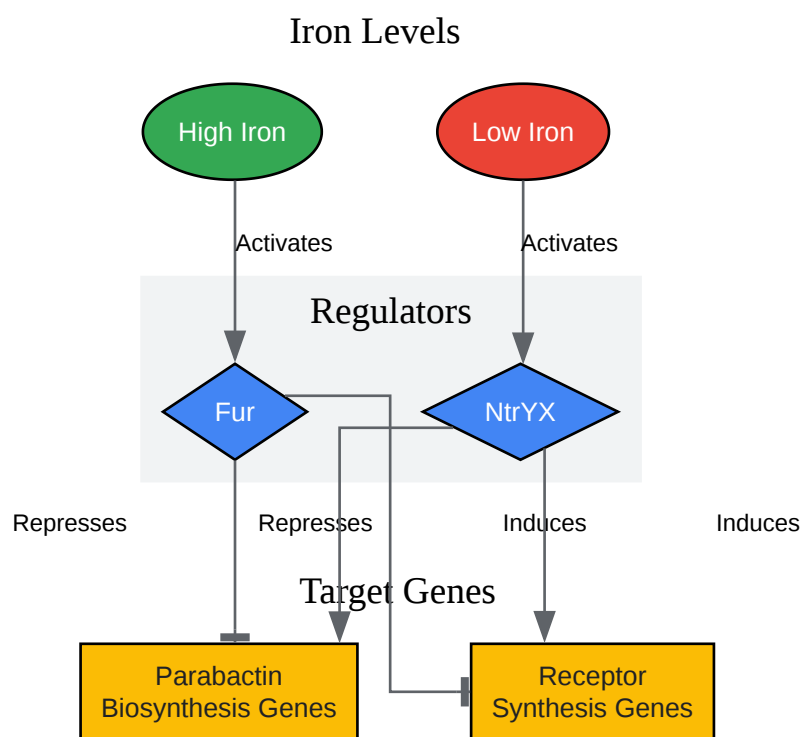 Iron Levels
High Iron
Low Iron
Activates
Activates
Regulators
Fur
NtrYX
Represses
Represses
Induces
Induces
Target Genes
Parabactin
Biosynthesis Genes
Receptor
Synthesis Genes